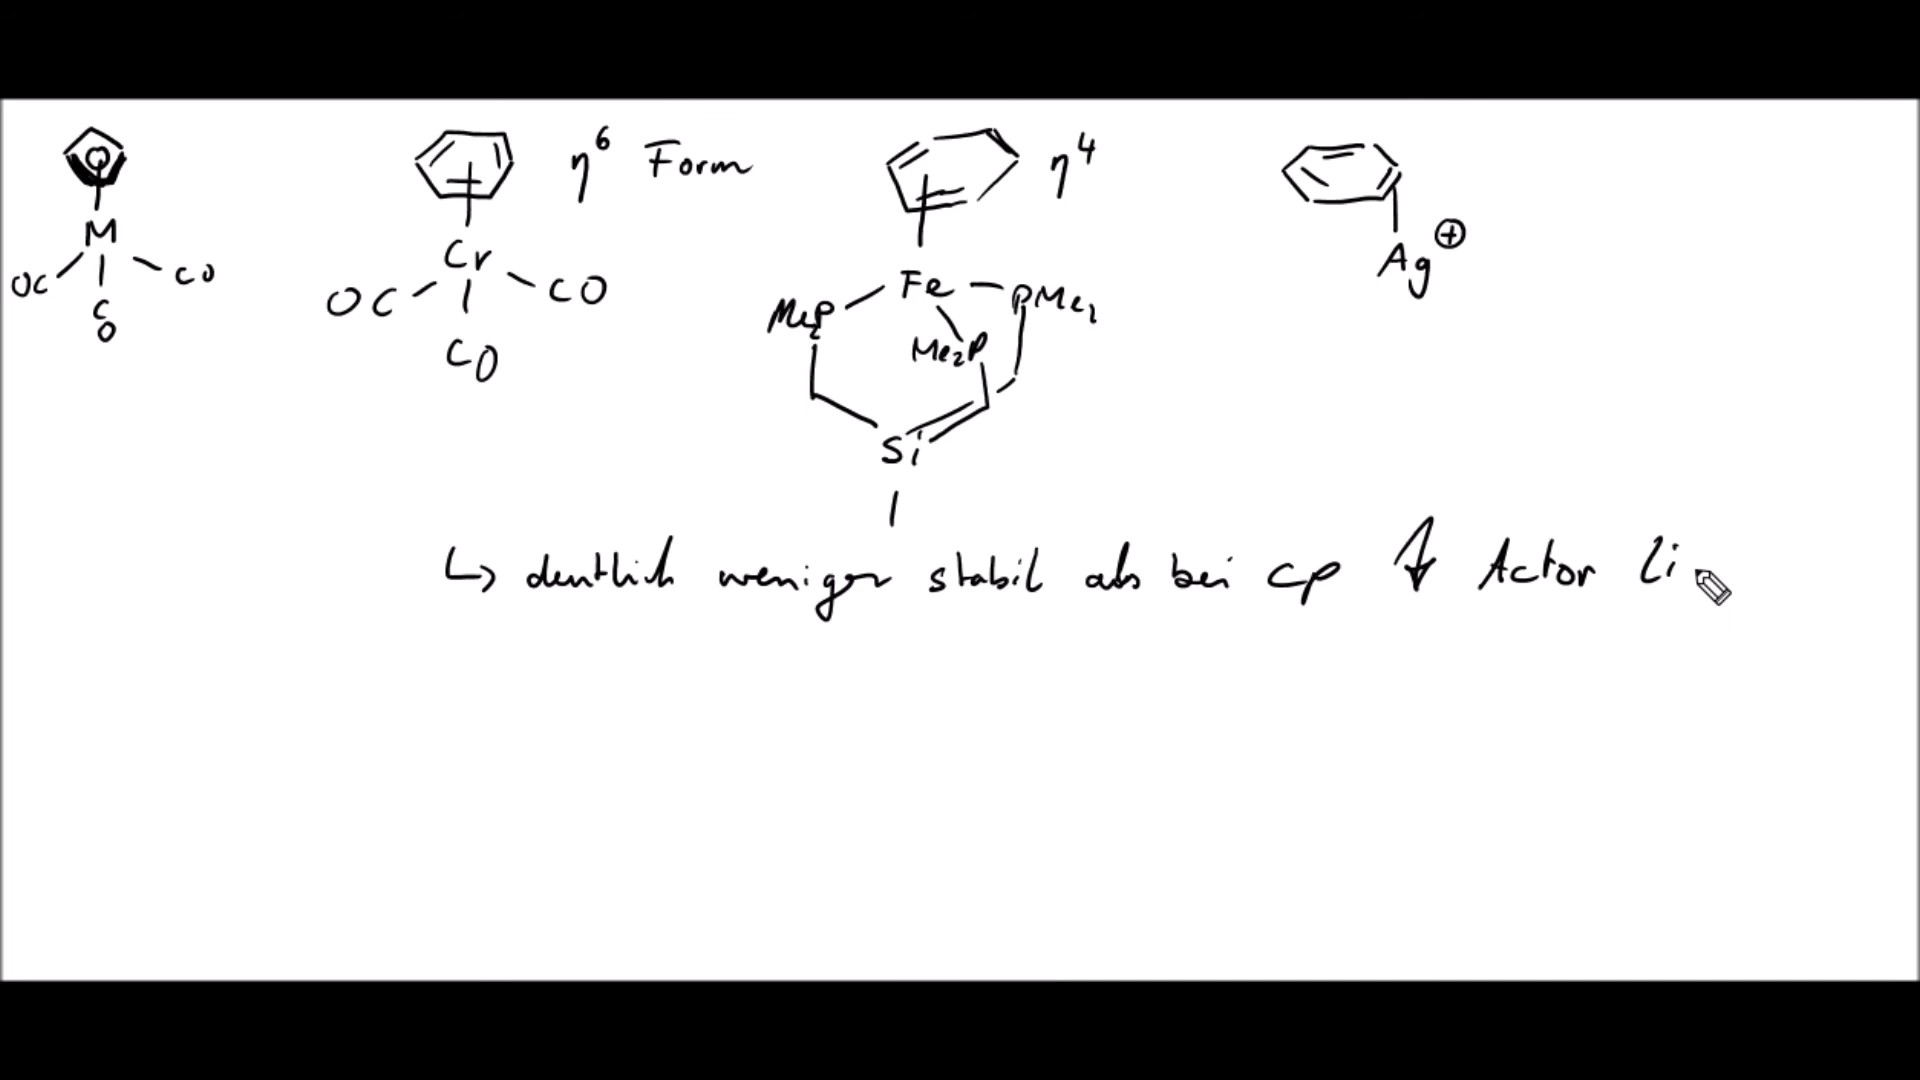 M
OC CO
CO
η⁶ Form
Cr
OC CO
CO
η⁴
Fe
Me₂P PMe₂
Me₂P
Si
Ag ⊕
↳ deutlich weniger stabil als bei Cp Actor Li